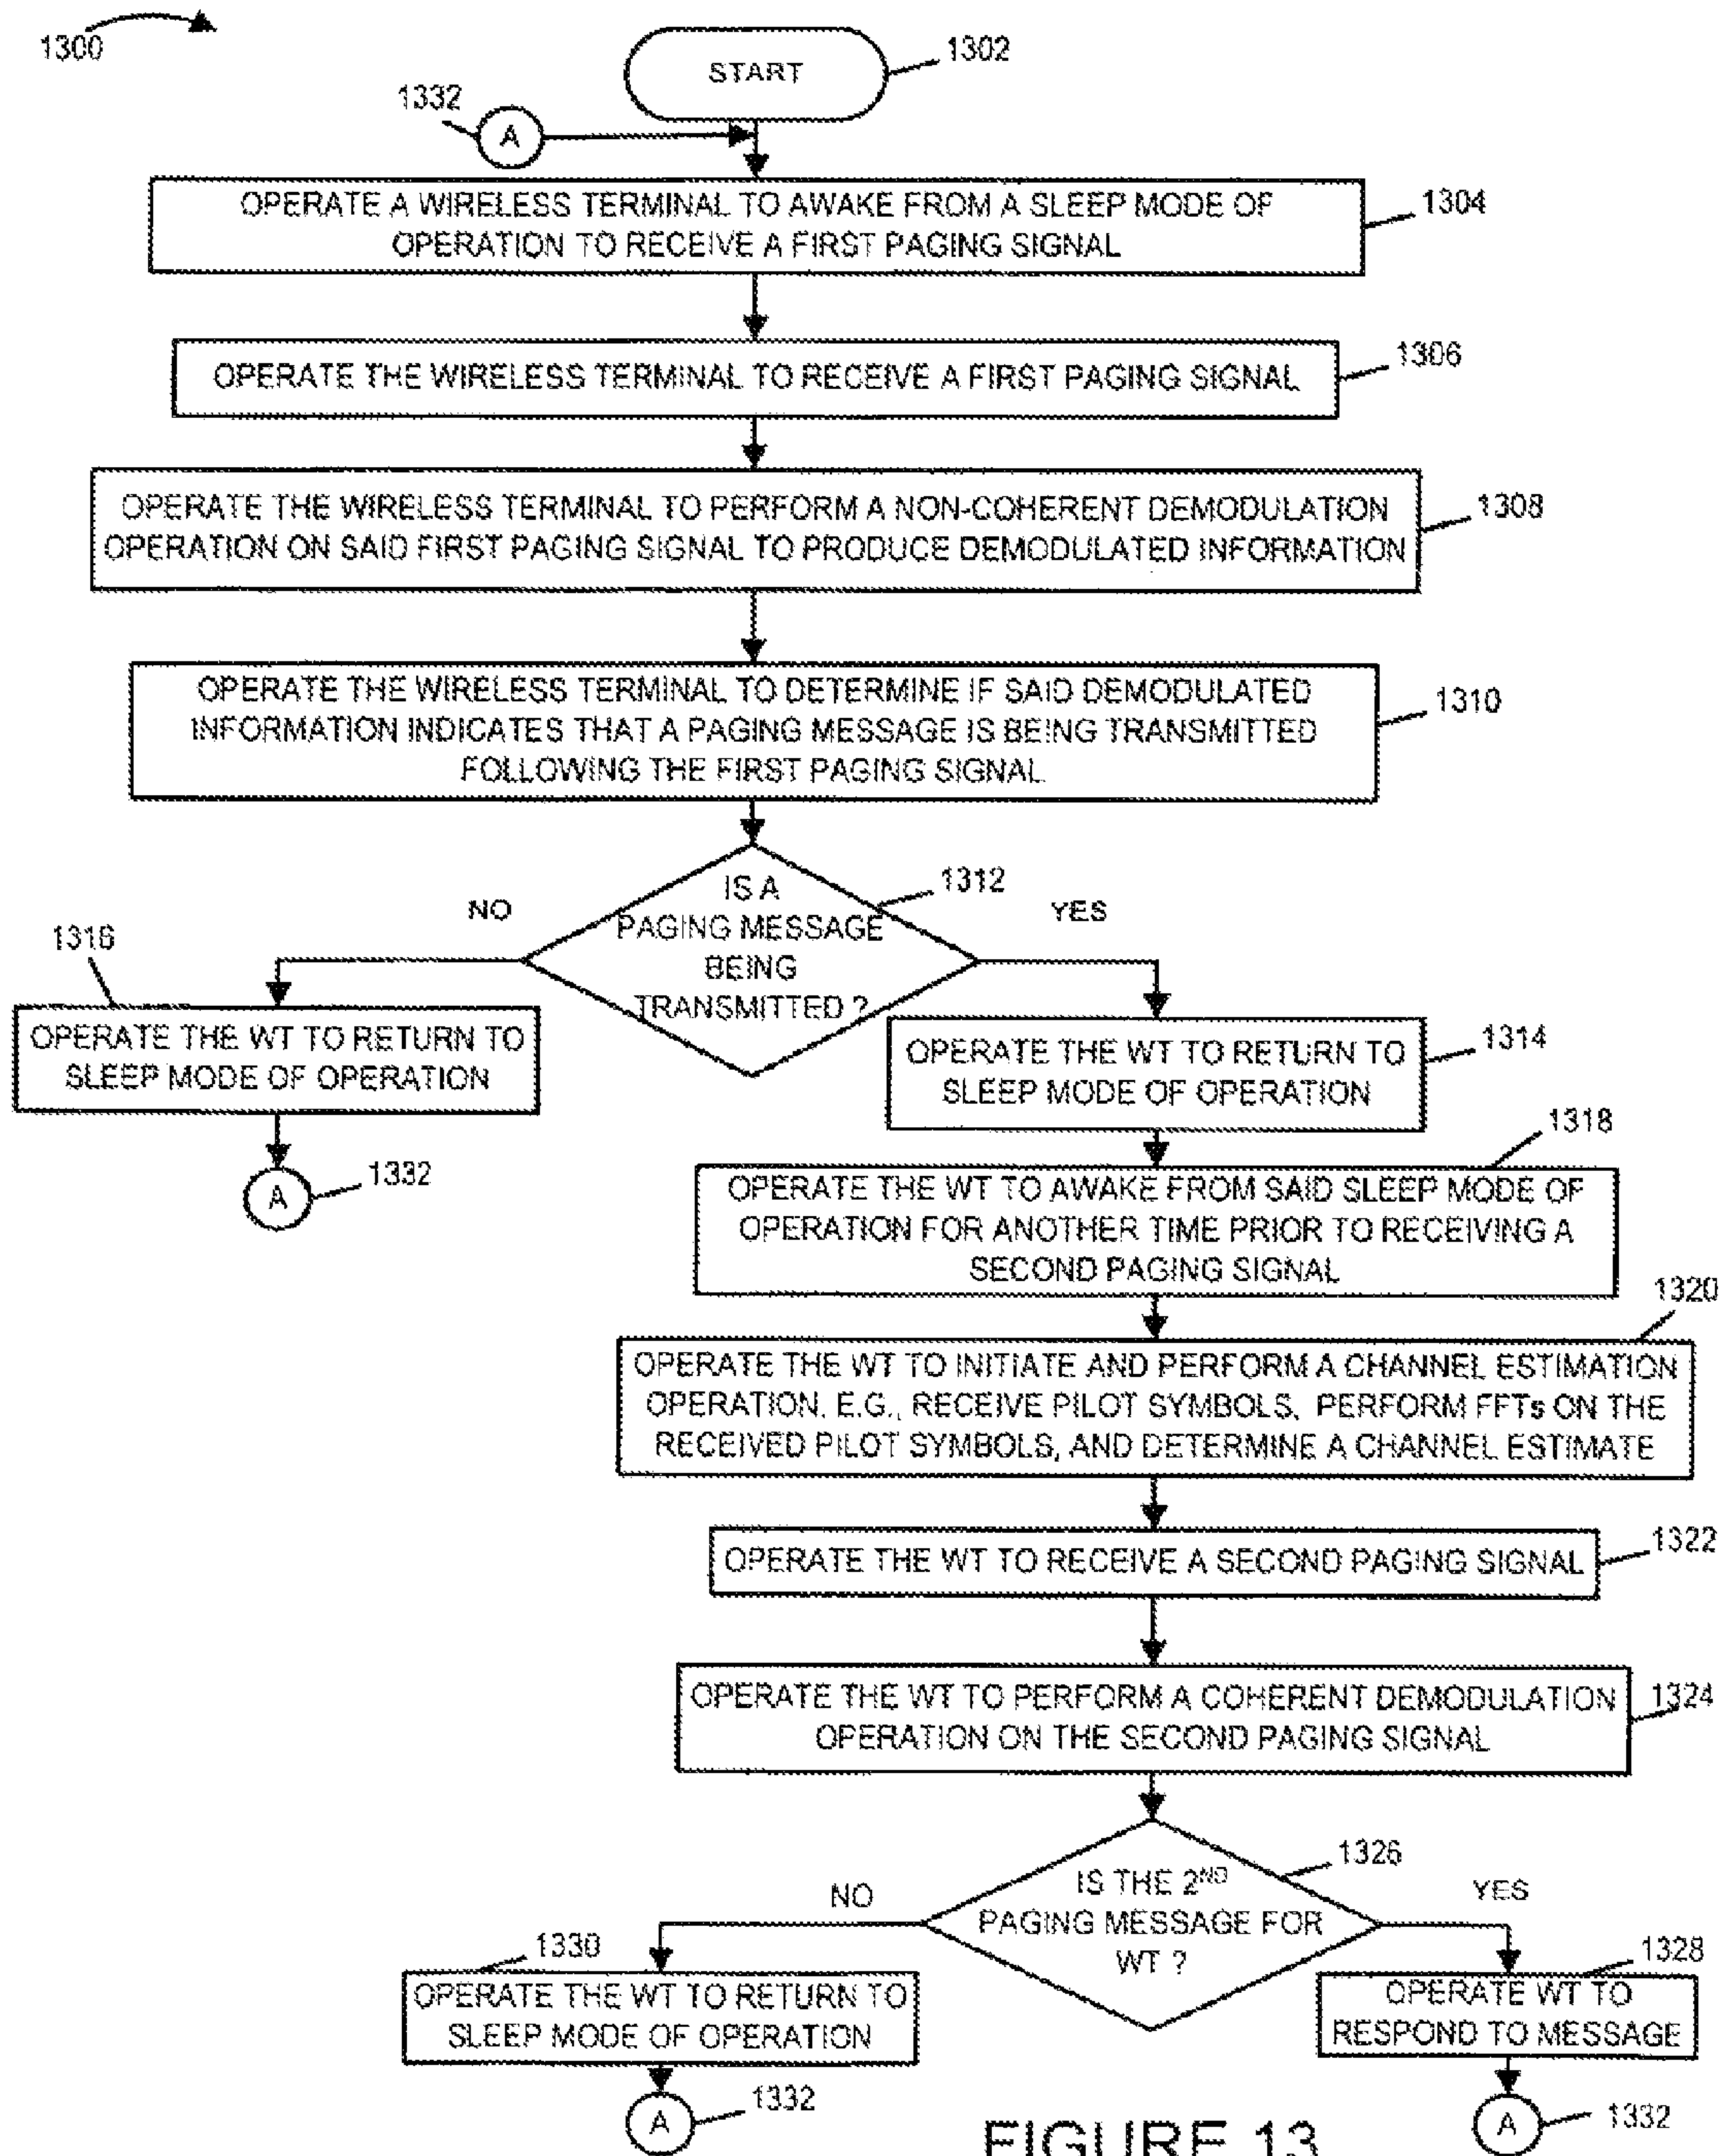 1300
START
1302
1332
A
OPERATE A WIRELESS TERMINAL TO AWAKE FROM A SLEEP MODE OF
OPERATION TO RECEIVE A FIRST PAGING SIGNAL
1304
OPERATE THE WIRELESS TERMINAL TO RECEIVE A FIRST PAGING SIGNAL
1306
OPERATE THE WIRELESS TERMINAL TO PERFORM A NON-COHERENT DEMODULATION
OPERATION ON SAID FIRST PAGING SIGNAL TO PRODUCE DEMODULATED INFORMATION
1308
OPERATE THE WIRELESS TERMINAL TO DETERMINE IF SAID DEMODULATED
INFORMATION INDICATES THAT A PAGING MESSAGE IS BEING TRANSMITTED
FOLLOWING THE FIRST PAGING SIGNAL
1310
IS A
PAGING MESSAGE
BEING
TRANSMITTED ?
1312
NO
YES
1316
OPERATE THE WT TO RETURN TO
SLEEP MODE OF OPERATION
A
1332
OPERATE THE WT TO RETURN TO
SLEEP MODE OF OPERATION
1314
1318
OPERATE THE WT TO AWAKE FROM SAID SLEEP MODE OF
OPERATION FOR ANOTHER TIME PRIOR TO RECEIVING A
SECOND PAGING SIGNAL
1320
OPERATE THE WT TO INITIATE AND PERFORM A CHANNEL ESTIMATION
OPERATION, E.G., RECEIVE PILOT SYMBOLS, PERFORM FFTs ON THE
RECEIVED PILOT SYMBOLS, AND DETERMINE A CHANNEL ESTIMATE
OPERATE THE WT TO RECEIVE A SECOND PAGING SIGNAL
1322
OPERATE THE WT TO PERFORM A COHERENT DEMODULATION
OPERATION ON THE SECOND PAGING SIGNAL
1324
IS THE 2ND
PAGING MESSAGE FOR
WT ?
1326
NO
YES
1330
OPERATE THE WT TO RETURN TO
SLEEP MODE OF OPERATION
A
1332
1328
OPERATE WT TO
RESPOND TO MESSAGE
A
1332
FIGURE 13